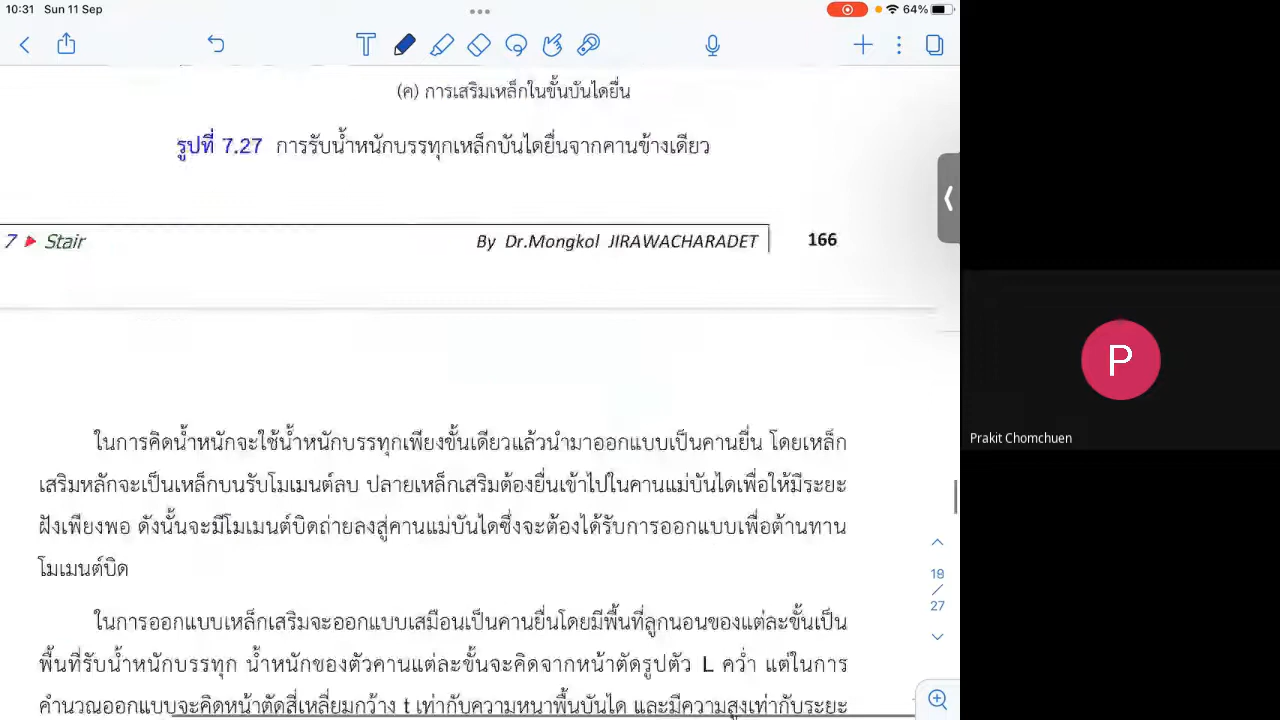 10:31 Sun 11 Sep
64%
(ค) การเสริมเหล็กในขั้นบันไดยื่น
รูปที่ 7.27 การรับน้ำหนักบรรทุกเหล็กบันไดยื่นจากคานข้างเดียว
7 Stair By Dr.Mongkol JIRAWACHARADET 166
ในการคิดน้ำหนักจะใช้น้ำหนักบรรทุกเพียงขั้นเดียวแล้วนำมาออกแบบเป็นคานยื่น โดยเหล็ก
เสริมหลักจะเป็นเหล็กบนรับโมเมนต์ลบ ปลายเหล็กเสริมต้องยื่นเข้าไปในคานแม่บันไดเพื่อให้มีระยะ
ฝังเพียงพอ ดังนั้นจะมีโมเมนต์บิดถ่ายลงสู่คานแม่บันไดซึ่งจะต้องได้รับการออกแบบเพื่อต้านทาน
โมเมนต์บิด
ในการออกแบบเหล็กเสริมจะออกแบบเสมือนเป็นคานยื่นโดยมีพื้นที่ลูกนอนของแต่ละขั้นเป็น
พื้นที่รับน้ำหนักบรรทุก น้ำหนักของตัวคานแต่ละขั้นจะคิดจากหน้าตัดรูปตัว L คว่ำ แต่ในการ
คำนวณออกแบบจะคิดหน้าตัดสี่เหลี่ยมกว้าง t เท่ากับความหนาพื้นบันได และมีความสูงเท่ากับระยะ
18
/
27
P
Prakit Chomchuen